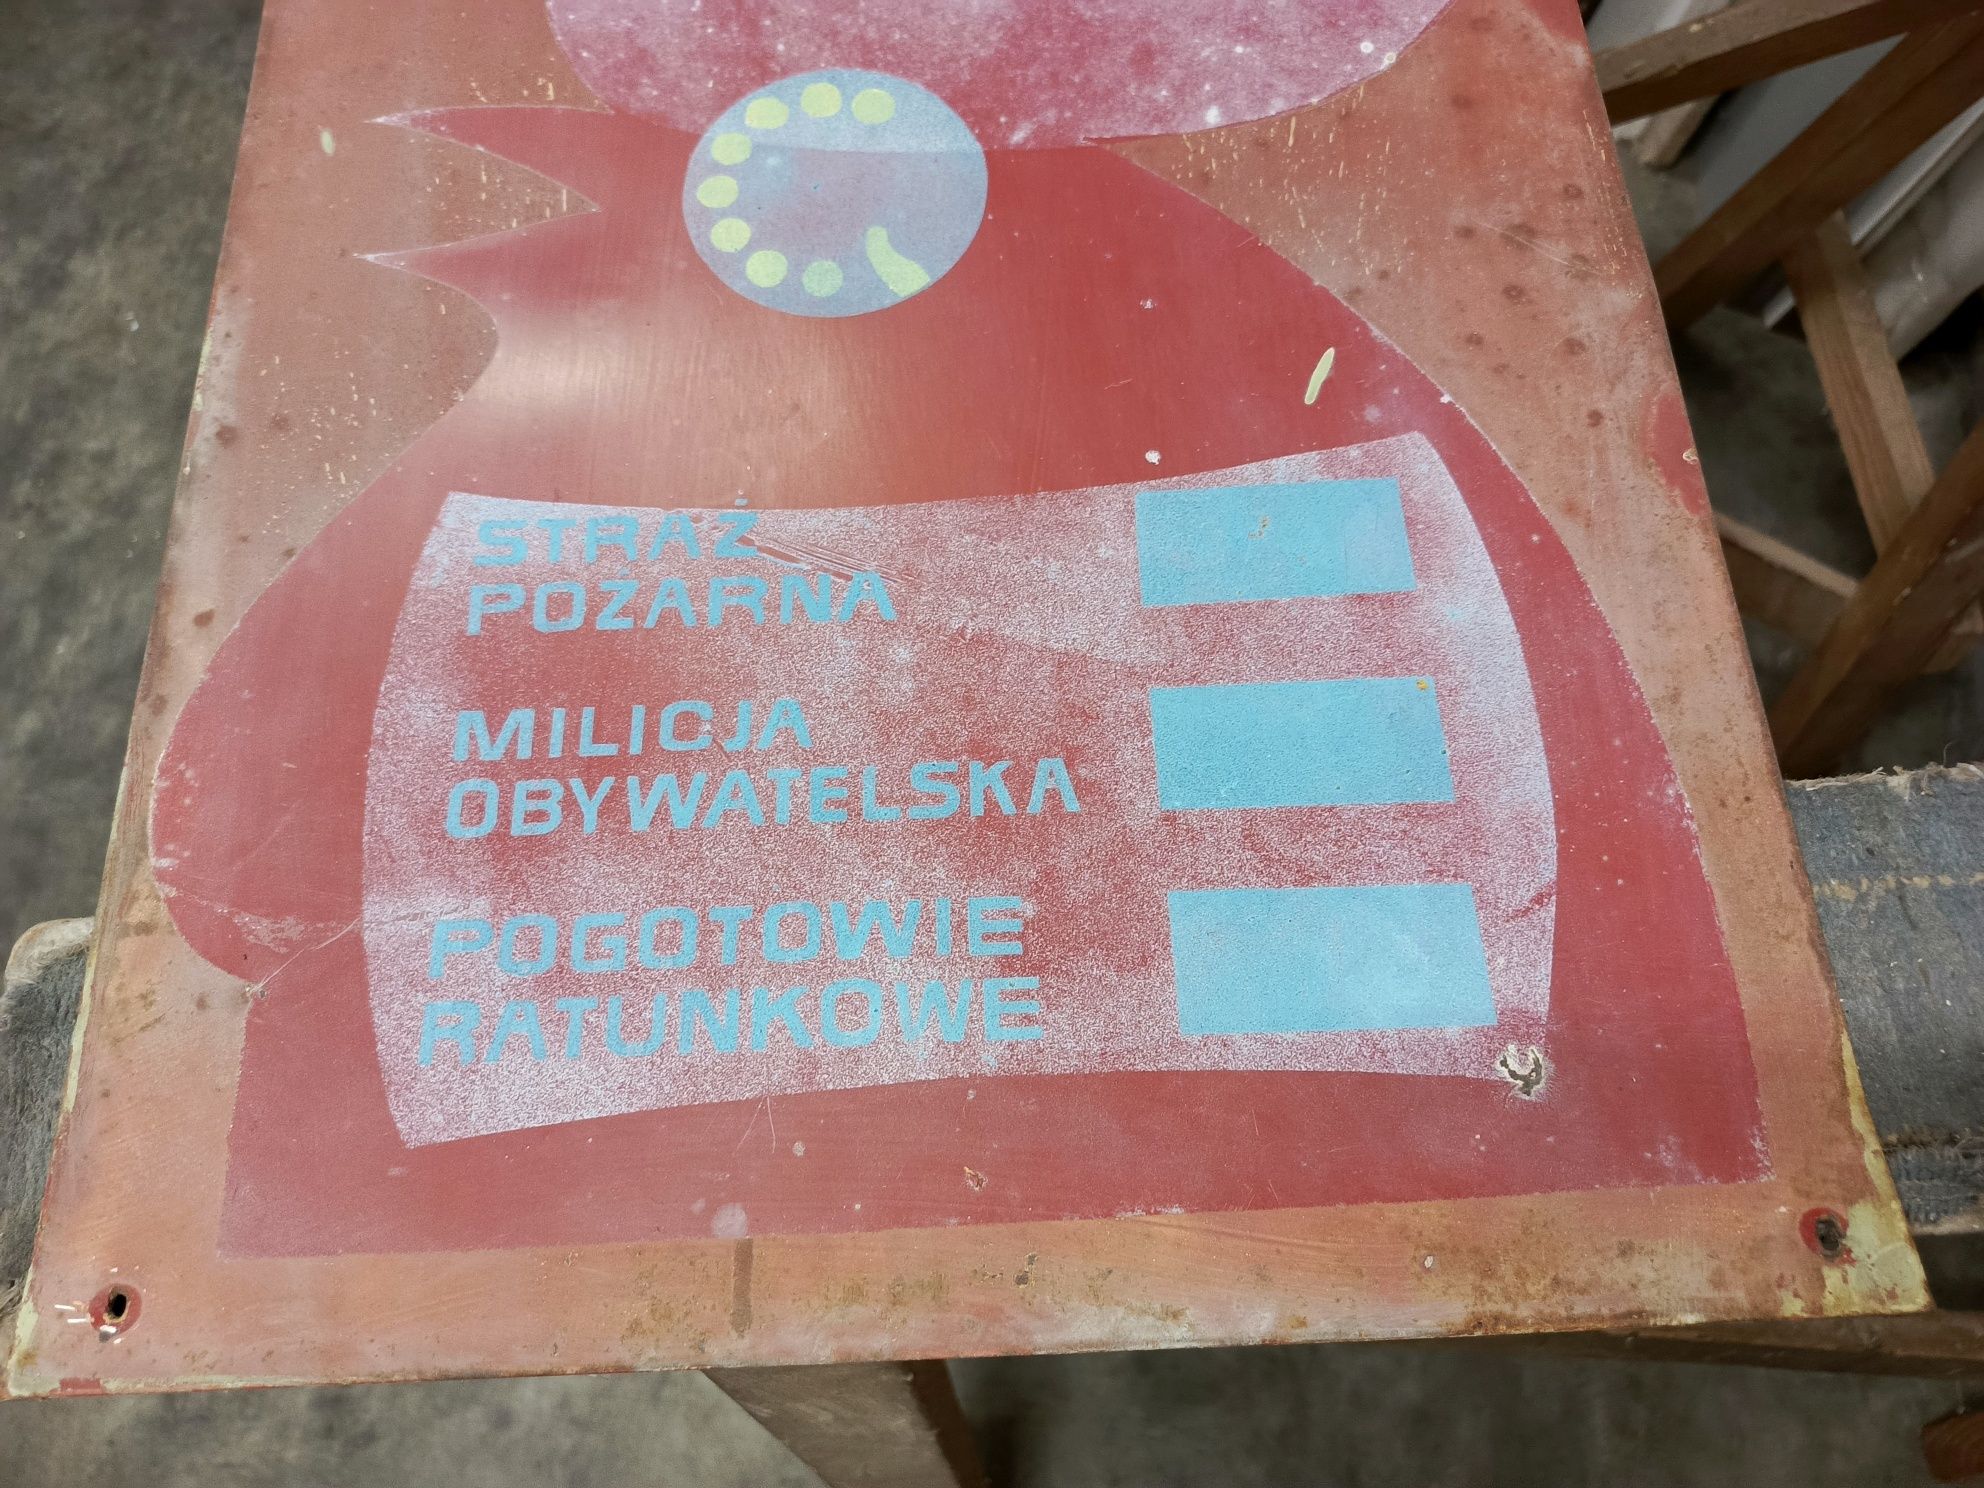 STRAŻ
POŻARNA
MILICJA
OBYWATELSKA
POGOTOWIE
RATUNKOWE